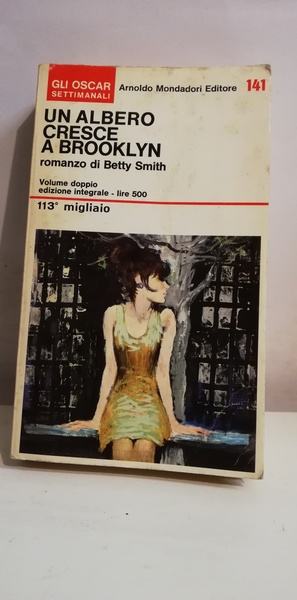 GLI OSCAR
SETTIMANALI
Arnoldo Mondadori Editore 141
UN ALBERO
CRESCE
A BROOKLYN
romanzo di Betty Smith
Volume doppio
edizione integrale - lire 500
113° migliaio